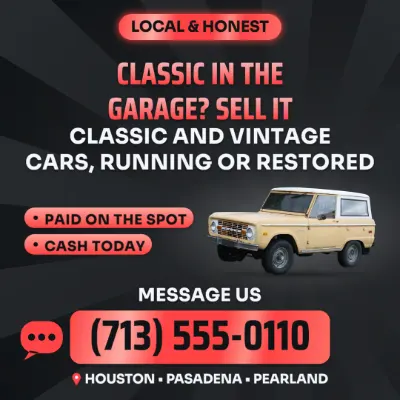 LOCAL & HONEST
CLASSIC IN THE
GARAGE? SELL IT
CLASSIC AND VINTAGE
CARS, RUNNING OR RESTORED
• PAID ON THE SPOT
• CASH TODAY
MESSAGE US
(713) 555-0110
HOUSTON • PASADENA • PEARLAND